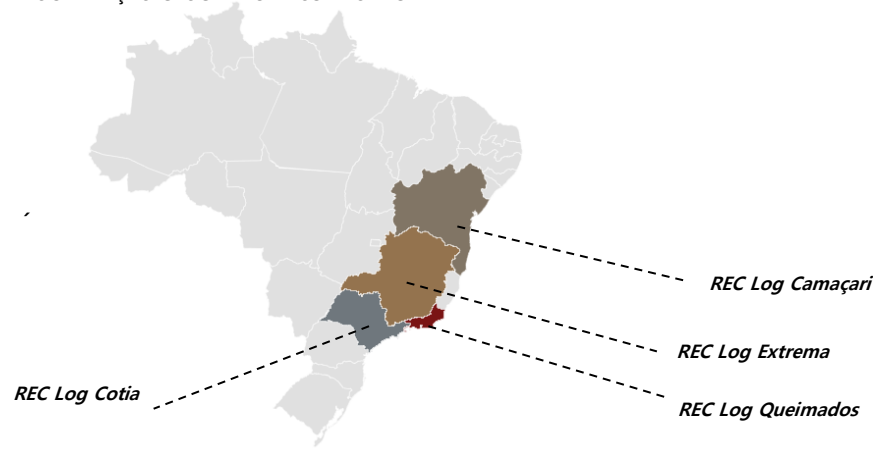 REC Log Camaçari
REC Log Extrema
REC Log Cotia
REC Log Queimados